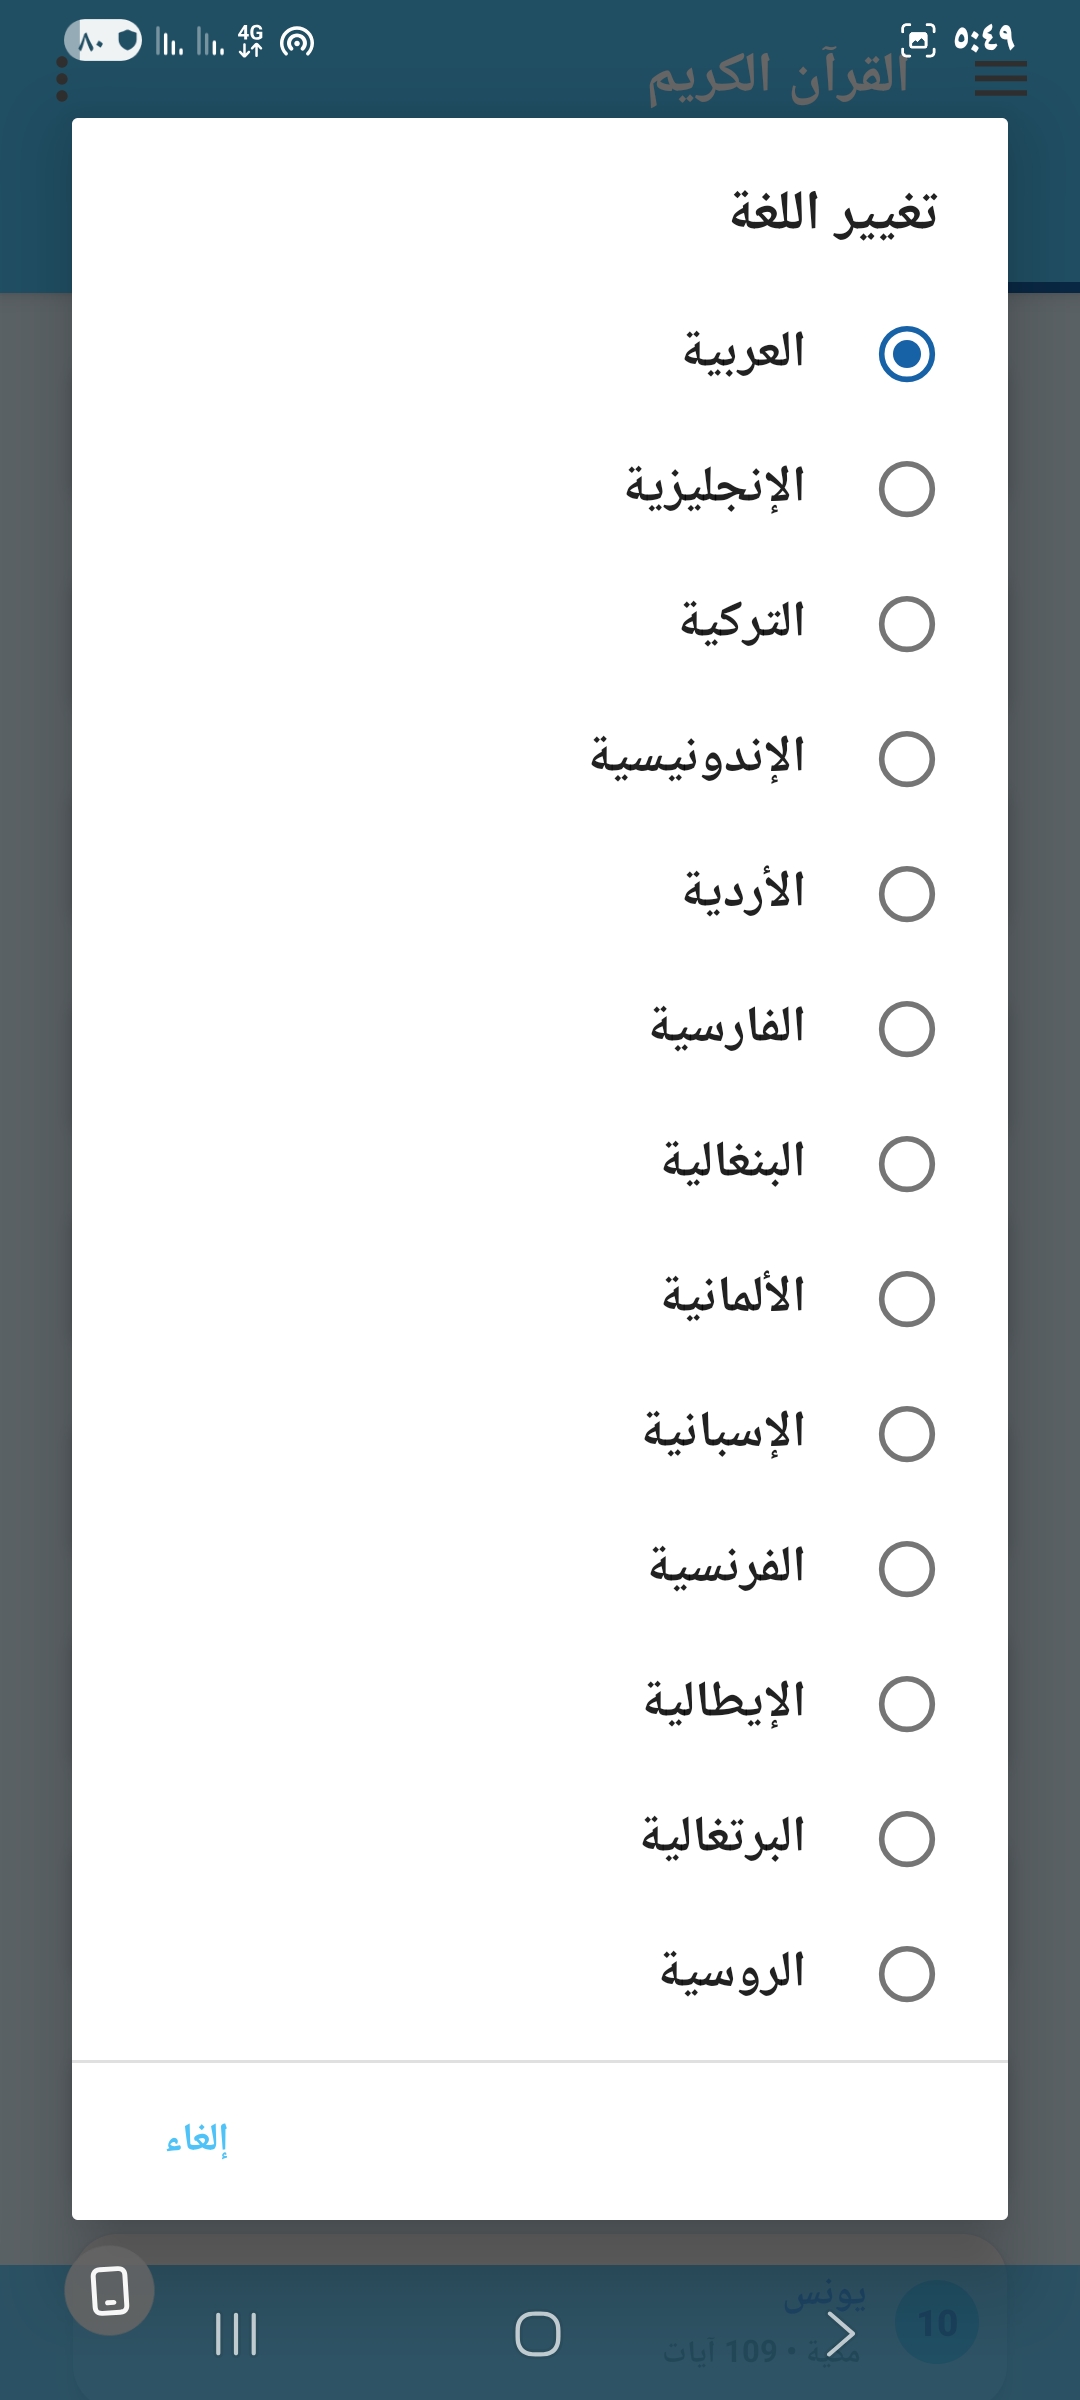 ٥:٤٩
4G
٨٠
القرآن الكريم
تغيير اللغة
العربية
الإنجليزية
التركية
الإندونيسية
الأردية
الفارسية
البنغالية
الألمانية
الإسبانية
الفرنسية
الإيطالية
البرتغالية
الروسية
إلغاء
10
يونس
مكية • 109 آيات